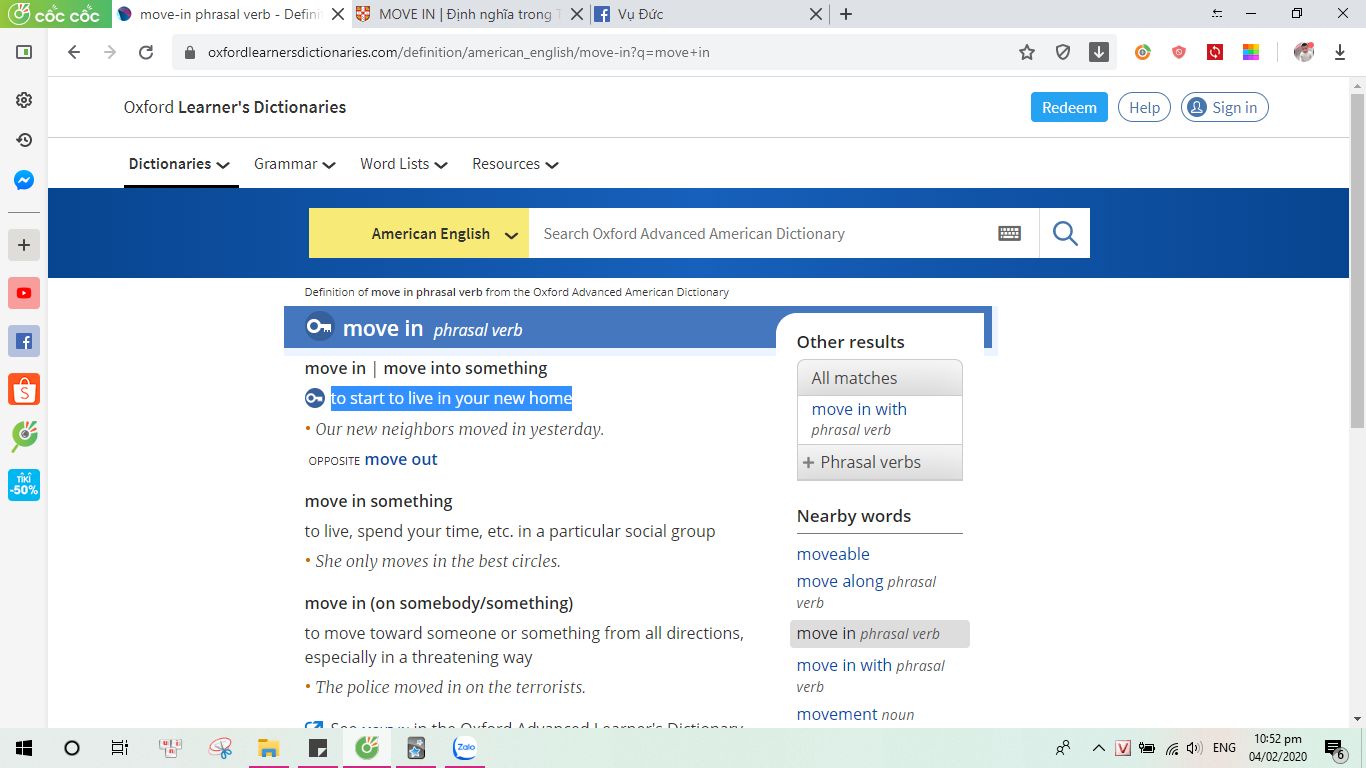 cốc cốc
move-in phrasal verb - Defini
MOVE IN | Định nghĩa trong T
Vụ Đức
oxfordlearnersdictionaries.com/definition/american_english/move-in?q=move+in
Oxford Learner's Dictionaries
Redeem
Help
Sign in
Dictionaries
Grammar
Word Lists
Resources
American English
Search Oxford Advanced American Dictionary
Definition of move in phrasal verb from the Oxford Advanced American Dictionary
move in phrasal verb
move in | move into something
to start to live in your new home
• Our new neighbors moved in yesterday.
OPPOSITE move out
move in something
to live, spend your time, etc. in a particular social group
• She only moves in the best circles.
move in (on somebody/something)
to move toward someone or something from all directions,
especially in a threatening way
• The police moved in on the terrorists.
in the Oxford Advanced Learner's Dictionary
Other results
All matches
move in with
phrasal verb
+ Phrasal verbs
Nearby words
moveable
move along phrasal
verb
move in phrasal verb
move in with phrasal
verb
movement noun
TIKI
-50%
Zalo
V
ENG
10:52 pm
04/02/2020
6